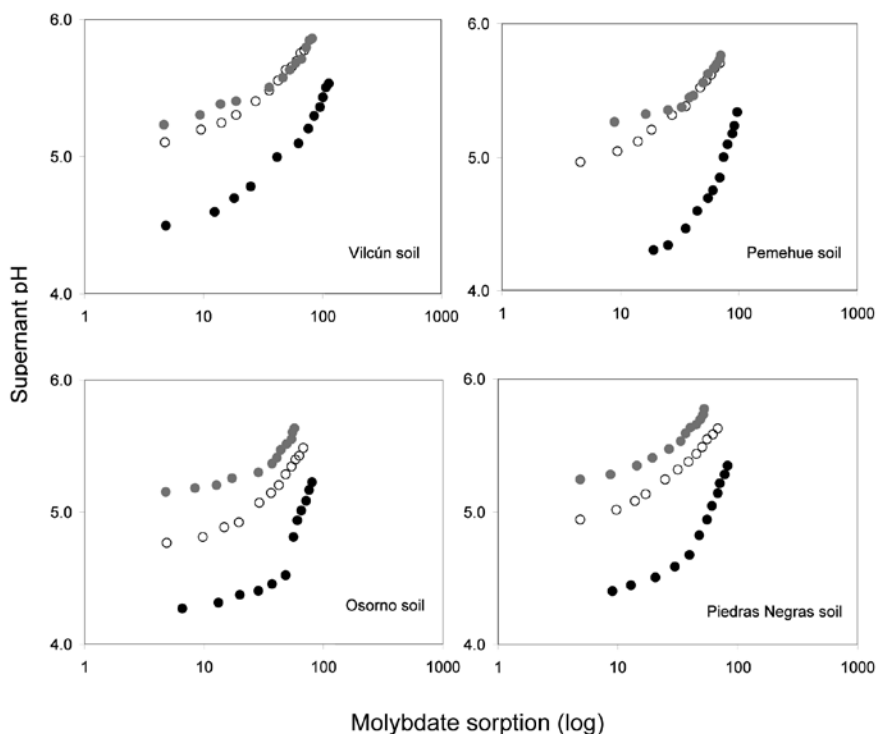 6.0
5.0
4.0
1 10 100 1000
Vilcún soil
6.0
5.0
4.0
1 10 100 1000
Pemehue soil
Supernant pH
6.0
5.0
4.0
1 10 100 1000
Osorno soil
6.0
5.0
4.0
1 10 100 1000
Piedras Negras soil
Molybdate sorption (log)